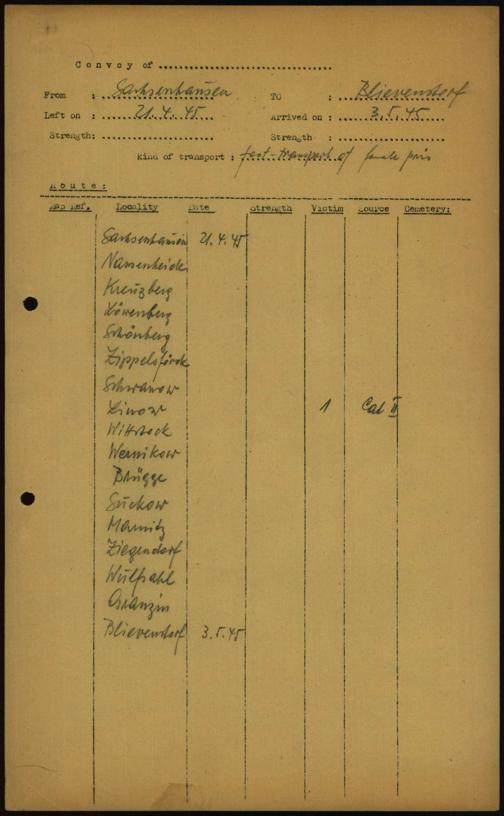 Convoy of ........................
From : Sachsenhausen TO : Blievenstorf
Left on : 21.4.45 Arrived on : 3.5.45
Strength: ........................ Strength : ........................
kind of transport : foot-transport of female pris
Route:
Map Ref. Locality Date Strength Victim Source Cemetery:
Sachsenhausen 21.4.45
Nassenheide
Kreuzberg
Löwenberg
Schönberg
Zippelsförde
Schwanow
Linow 1 Cat II
Wittstock
Wernikow
Brügge
Suckow
Marnitz
Ziegendorf
Wulfsahl
Granzin
Blievenstorf 3.5.45